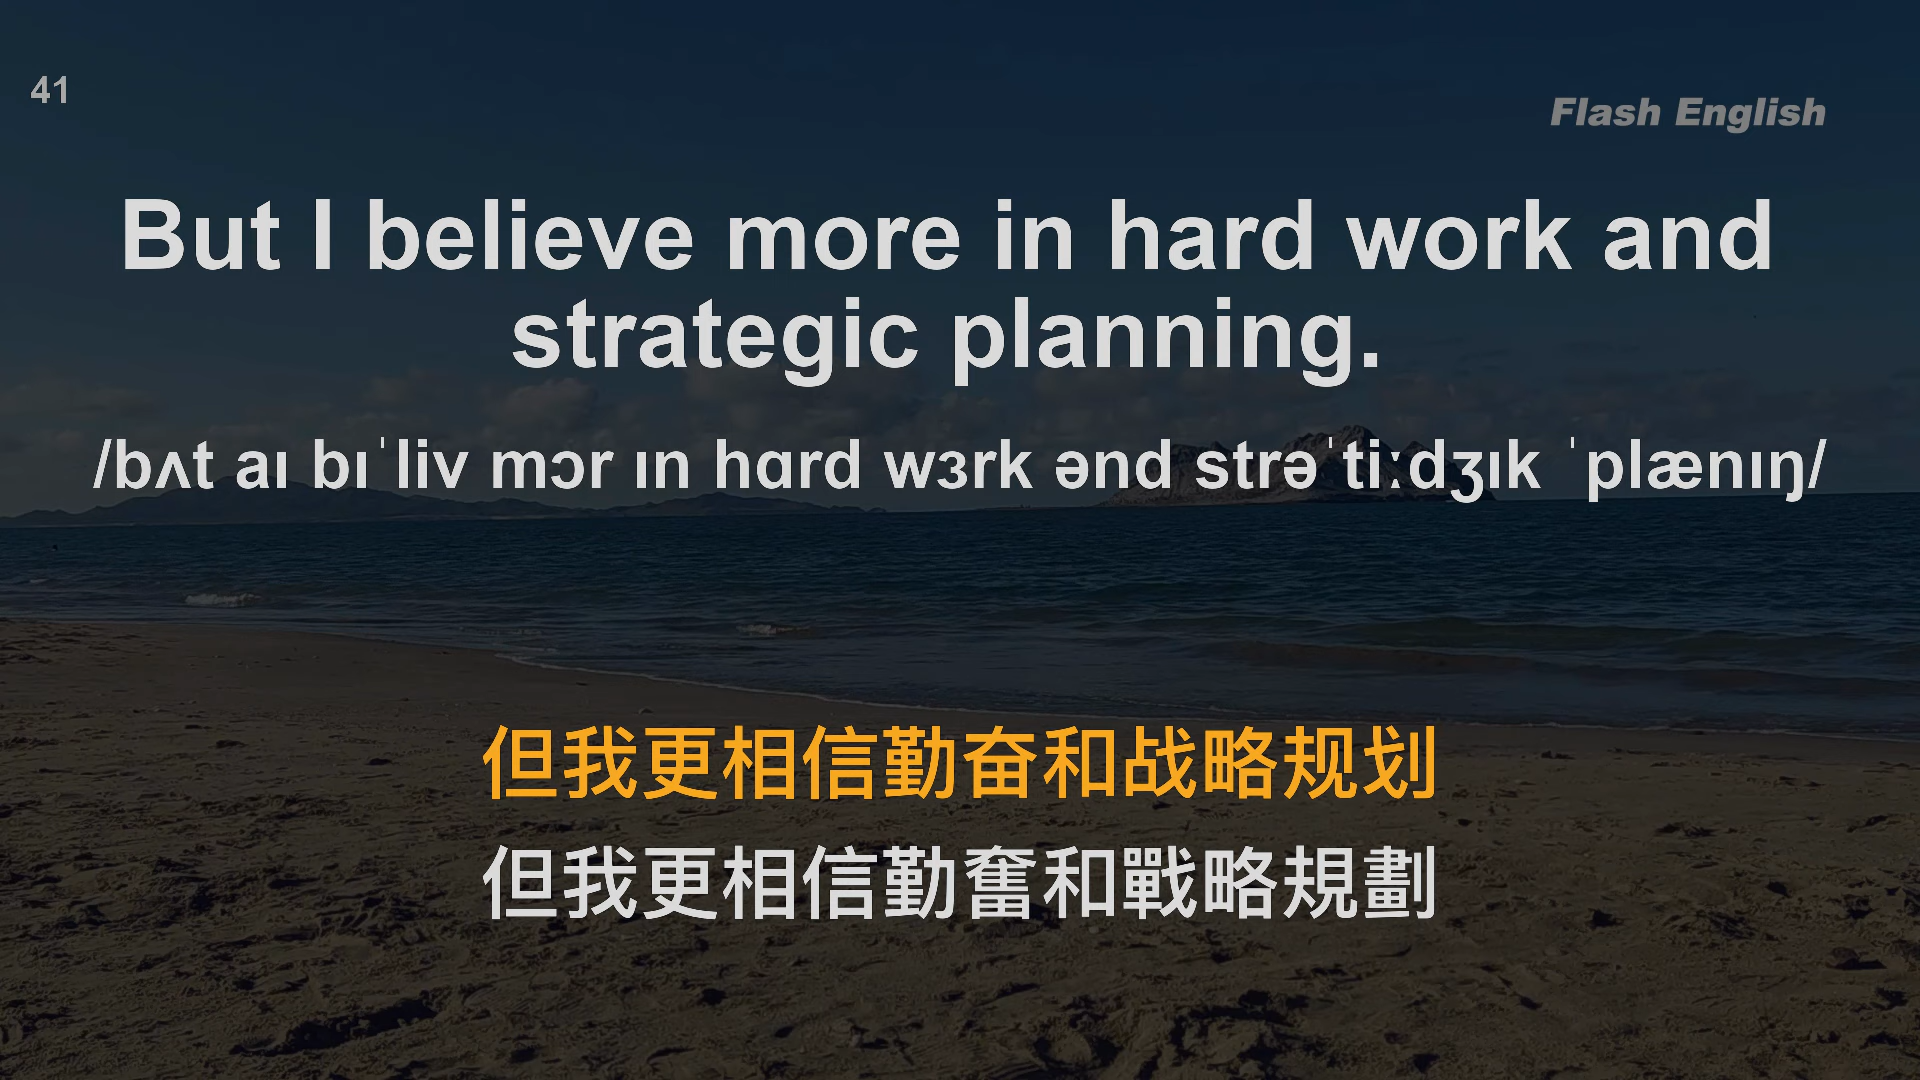 41
Flash English
But I believe more in hard work and
strategic planning.
/bʌt aɪ bɪˈliv mɔr ɪn hɑrd wɜrk ənd strəˈtiːdʒɪk ˈplænɪŋ/
但我更相信勤奋和战略规划
但我更相信勤奮和戰略規劃